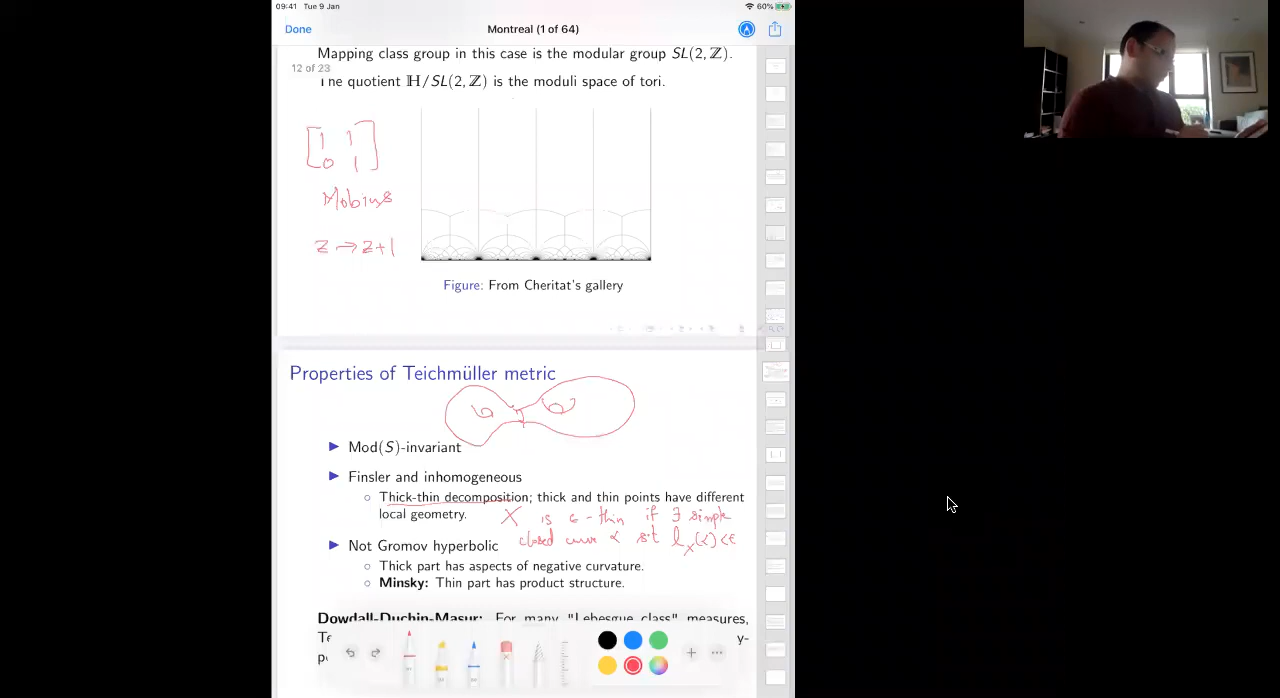 09:41 Tue 9 Jan
60%
Done
Montreal (1 of 64)
Mapping class group in this case is the modular group SL(2, ℤ).
12 of 23
The quotient ℍ/SL(2, ℤ) is the moduli space of tori.
[1 1
0 1]
Mobius
z → z+1
Figure: From Cheritat's gallery
Properties of Teichmüller metric
Mod(S)-invariant
Finsler and inhomogeneous
Thick-thin decomposition; thick and thin points have different
local geometry.
X is ε-thin if ∃ simple
closed curve α s.t l_X(α) < ε
Not Gromov hyperbolic
Thick part has aspects of negative curvature.
Minsky: Thin part has product structure.
Dowdall-Duchin-Masur: For many "Lebesgue class" measures,
Te
y-